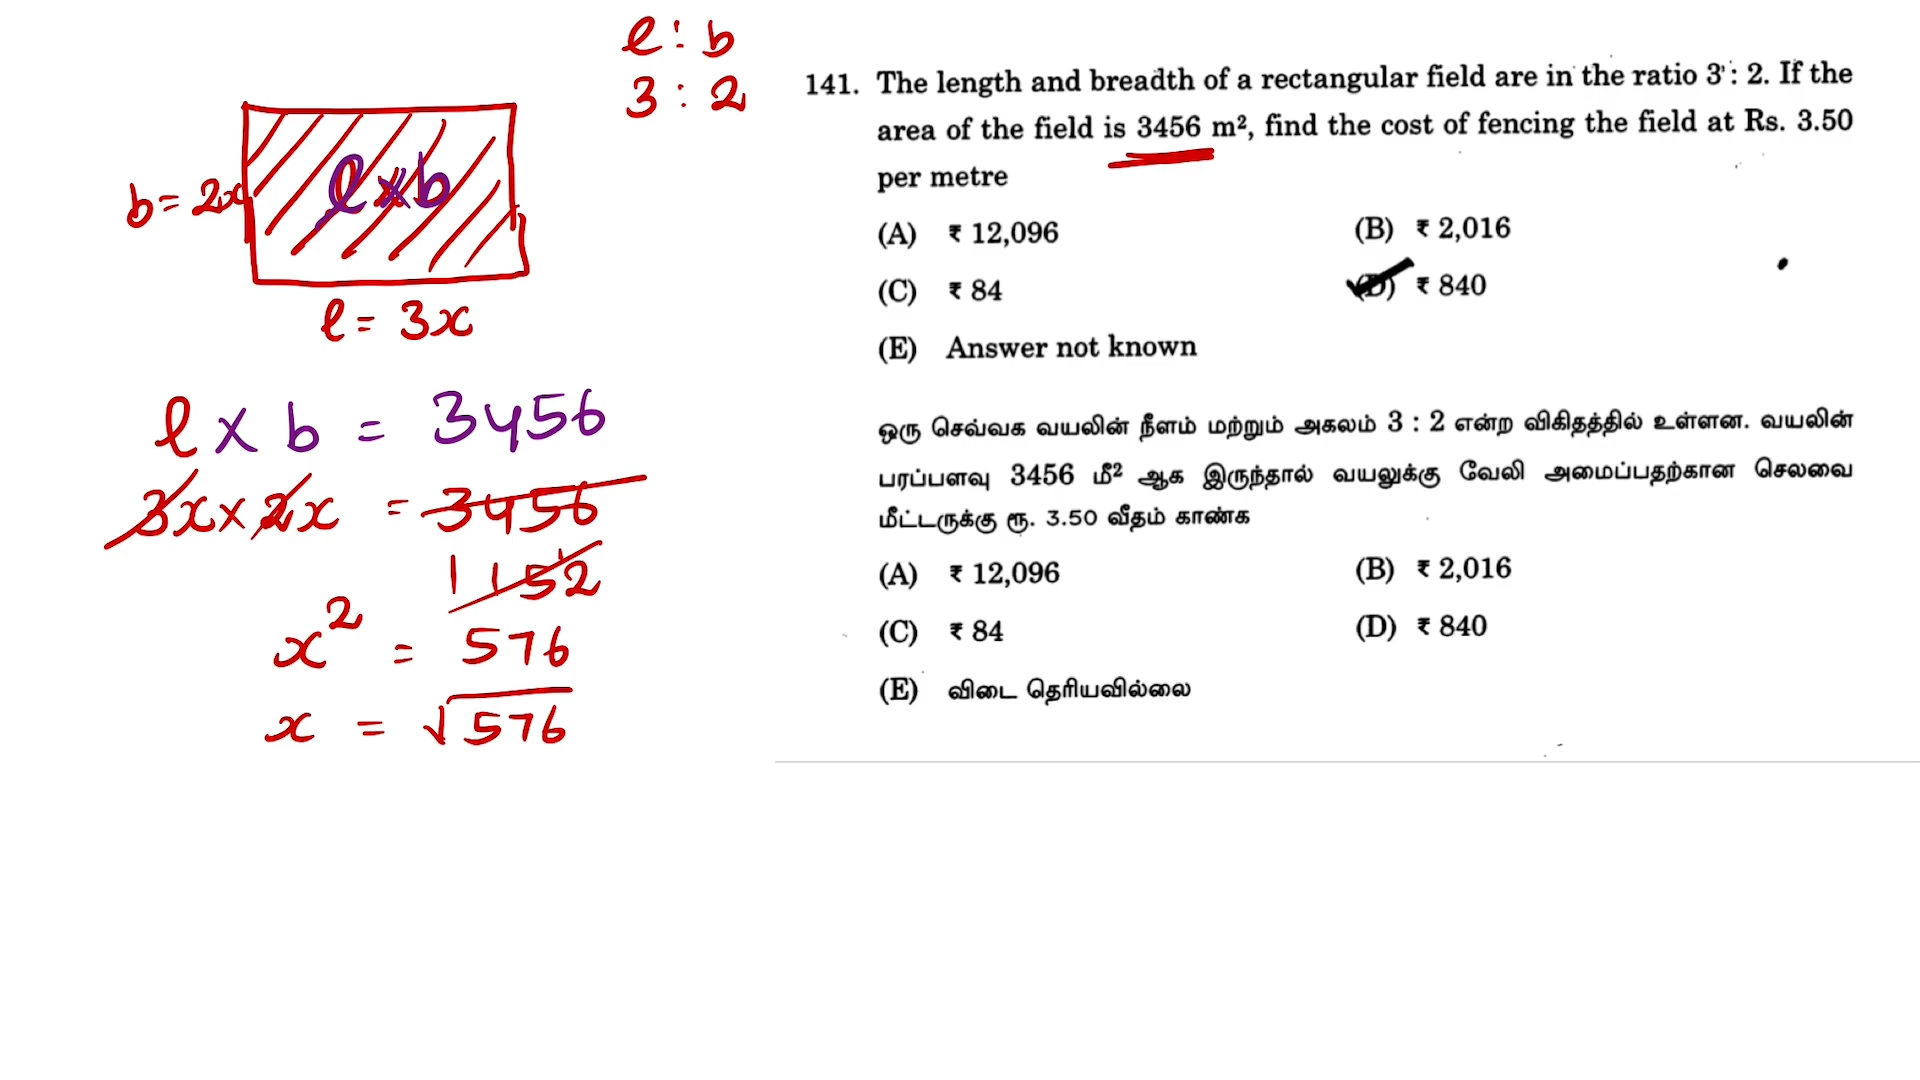 l : b
3 : 2
b = 2x
l × b
l = 3x
l × b = 3456
3x × 2x = 3456
1152
x² = 576
x = √576
141. The length and breadth of a rectangular field are in the ratio 3 : 2. If the
area of the field is 3456 m², find the cost of fencing the field at Rs. 3.50
per metre
(A) ₹ 12,096 (B) ₹ 2,016
(C) ₹ 84 (D) ₹ 840
(E) Answer not known
ஒரு செவ்வக வயலின் நீளம் மற்றும் அகலம் 3 : 2 என்ற விகிதத்தில் உள்ளன. வயலின்
பரப்பளவு 3456 மீ² ஆக இருந்தால் வயலுக்கு வேலி அமைப்பதற்கான செலவை
மீட்டருக்கு ரூ. 3.50 வீதம் காண்க
(A) ₹ 12,096 (B) ₹ 2,016
(C) ₹ 84 (D) ₹ 840
(E) விடை தெரியவில்லை